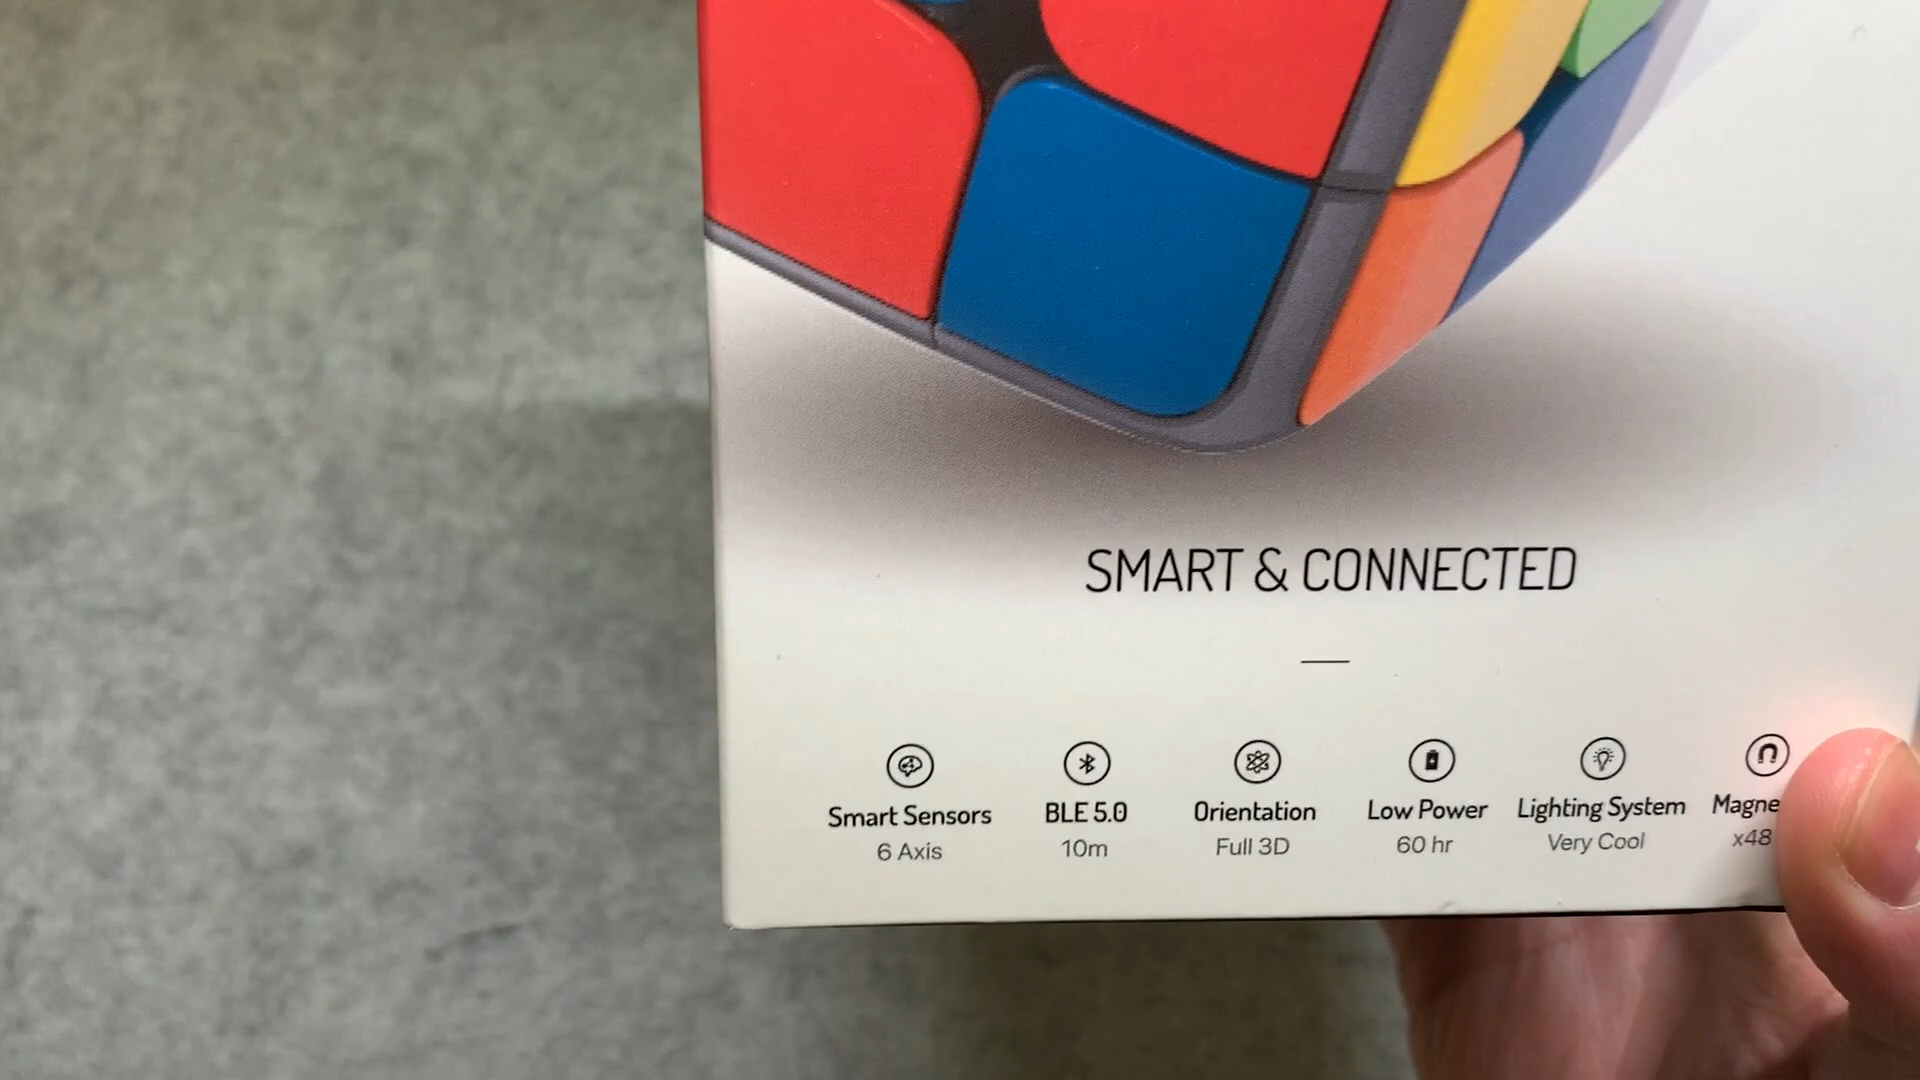 SMART & CONNECTED
Smart Sensors
6 Axis
BLE 5.0
10m
Orientation
Full 3D
Low Power
60 hr
Lighting System
Very Cool
x48